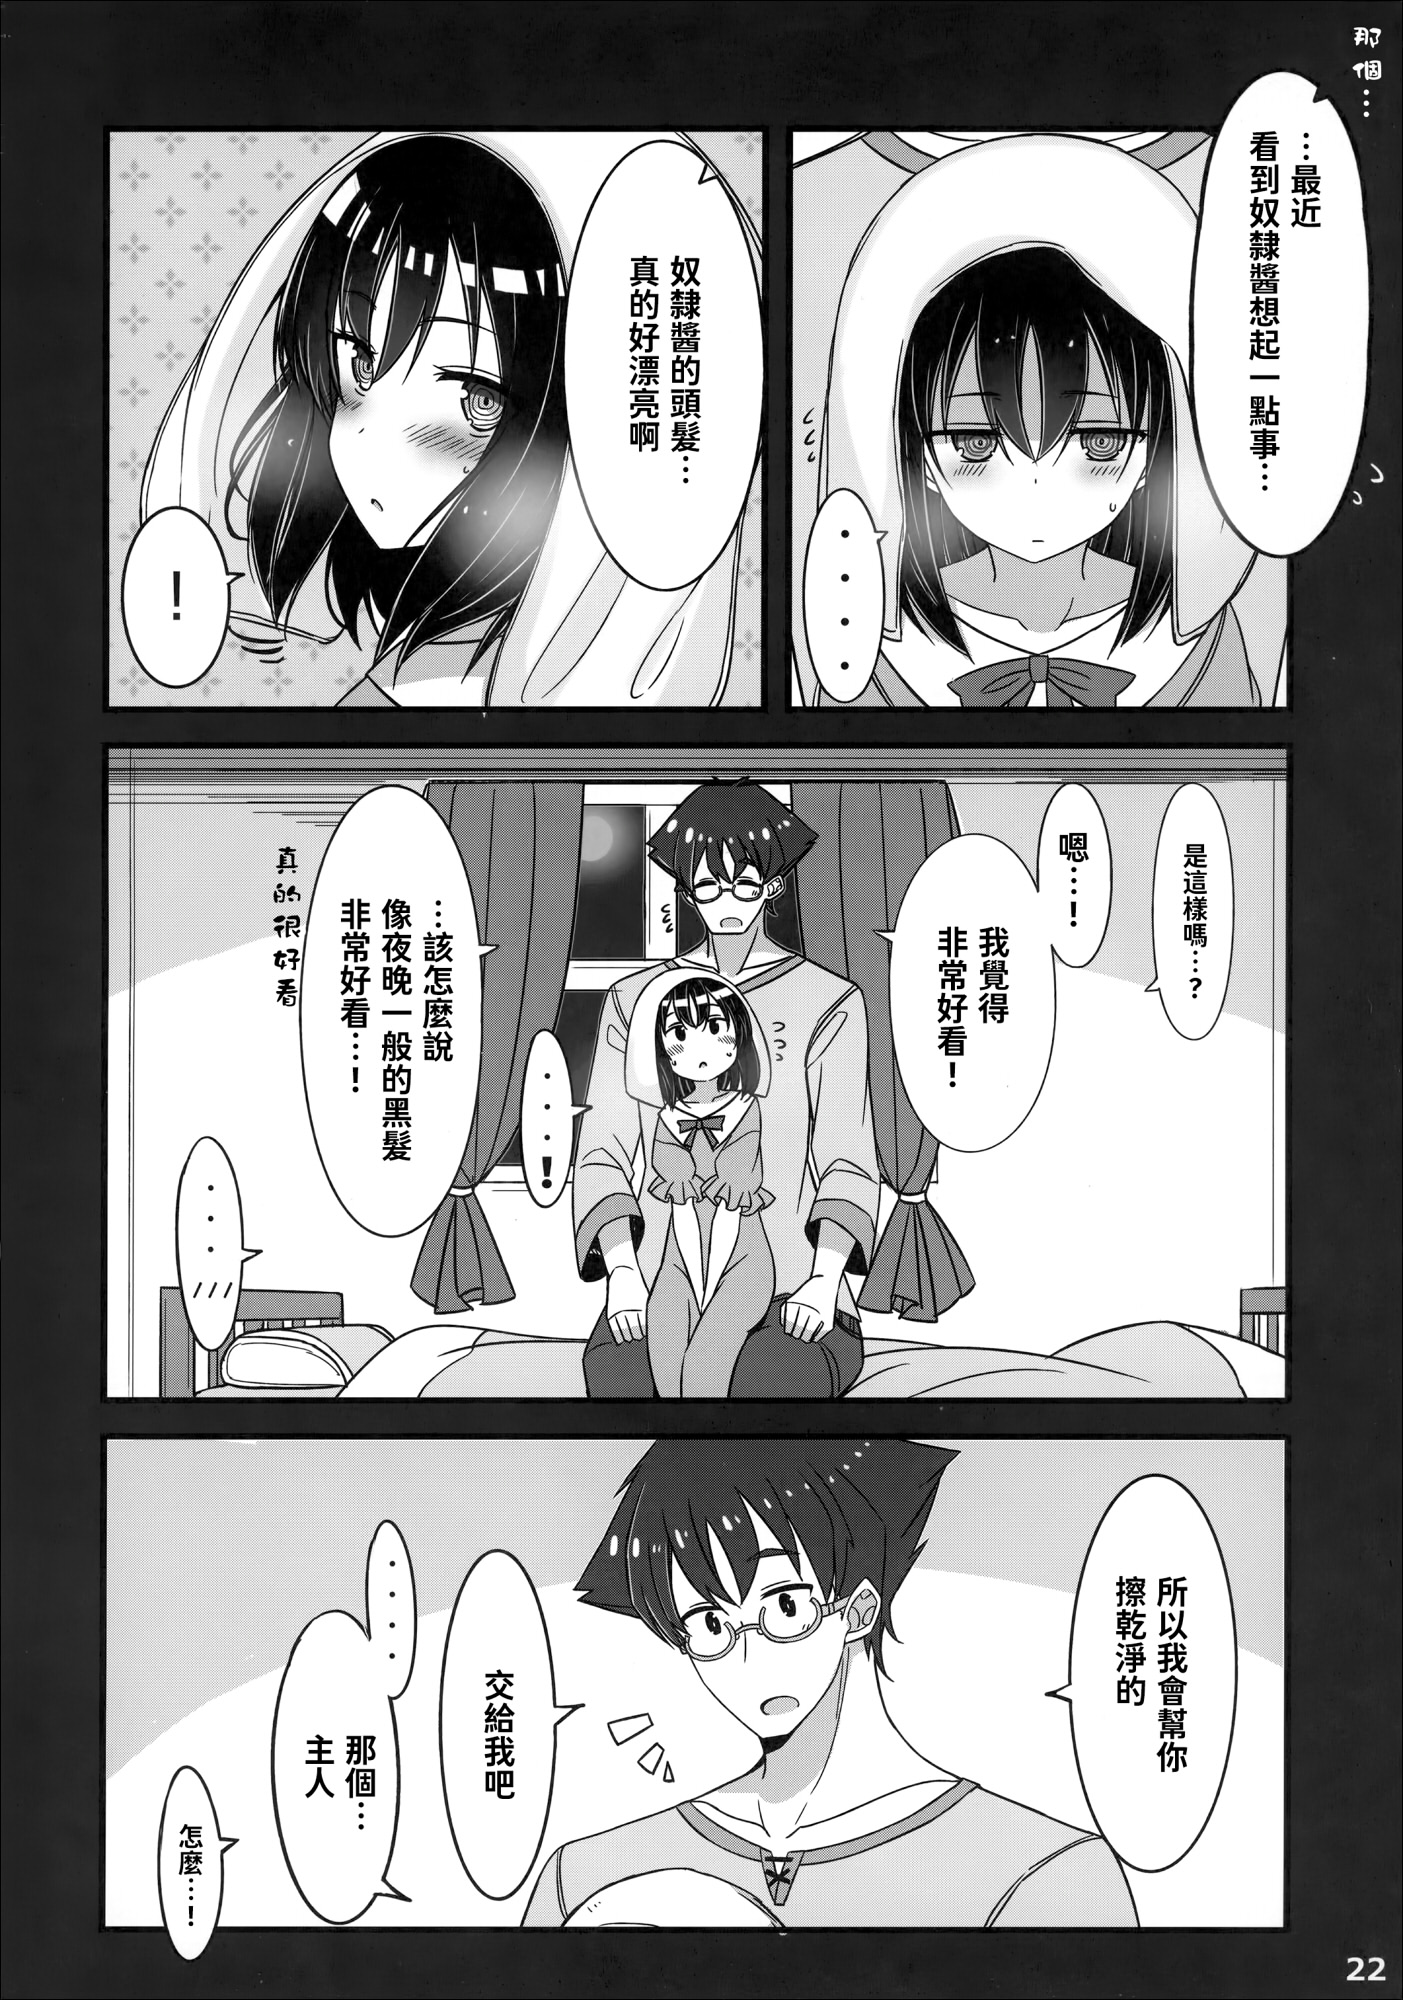 那個…
…最近
看到奴隸醬想起一點事…
‧‧‧‧
奴隸醬的頭髮…
真的好漂亮啊
！
是這樣嗎…？
嗯…！
我覺得
非常好看！
‧‧‧！
…該怎麼說
像夜晚一般的黑髮
非常好看…！
真的很好看
‧‧‧
所以我會幫你
擦乾淨的
交給我吧
‧‧‧‧
那個…
主人
怎麼…！
22